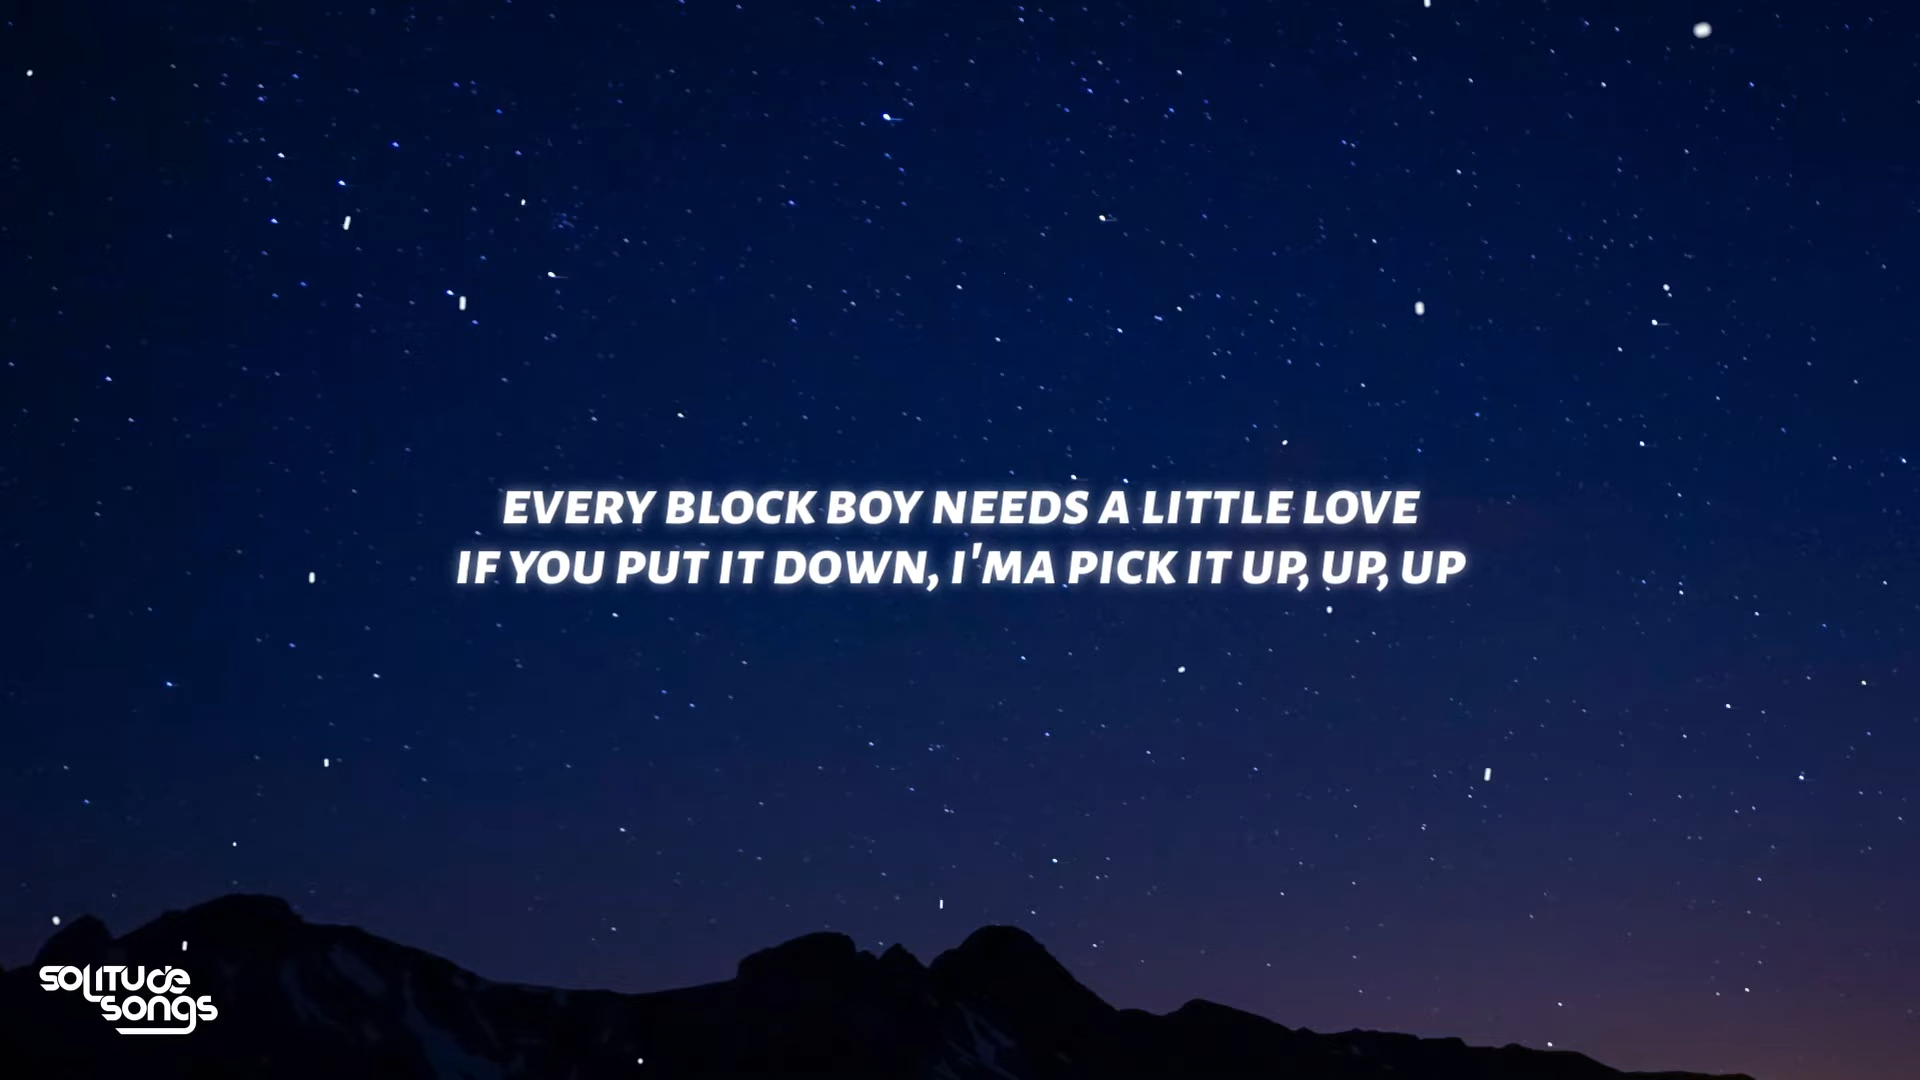 EVERY BLOCK BOY NEEDS A LITTLE LOVE
IF YOU PUT IT DOWN, I'MA PICK IT UP, UP, UP
SOLITUDE
SONGS